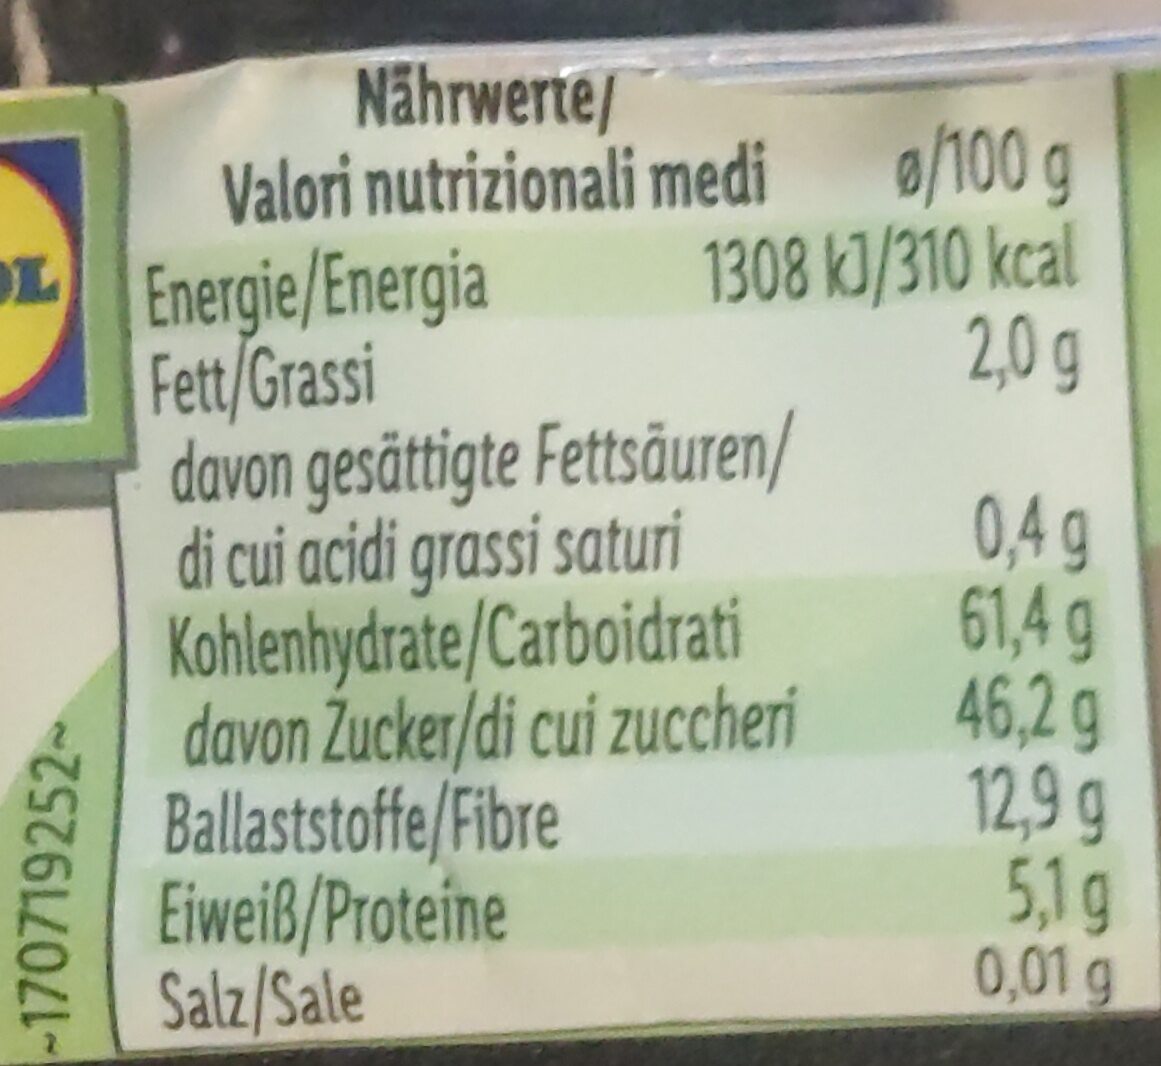 Nährwerte/
Valori nutrizionali medi ø/100 g
Energie/Energia 1308 kJ/310 kcal
Fett/Grassi 2,0 g
davon gesättigte Fettsäuren/
di cui acidi grassi saturi 0,4 g
Kohlenhydrate/Carboidrati 61,4 g
davon Zucker/di cui zuccheri 46,2 g
Ballaststoffe/Fibre 12,9 g
Eiweiß/Proteine 5,1 g
Salz/Sale 0,01 g
~170719252~